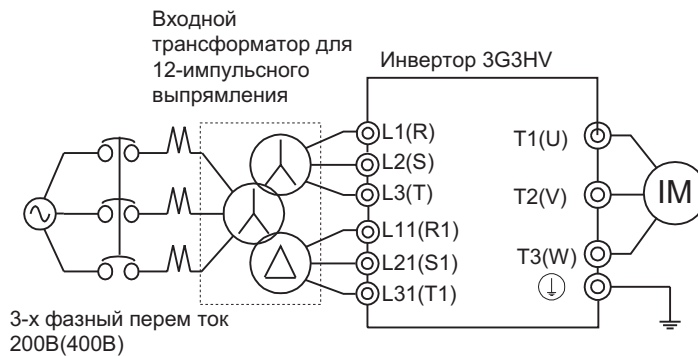 Входной
трансформатор для
12-импульсного
выпрямления
Инвертор 3G3HV
L1(R)
L2(S)
L3(T)
L11(R1)
L21(S1)
L31(T1)
T1(U)
T2(V)
T3(W)
IM
3-х фазный перем ток
200В(400В)